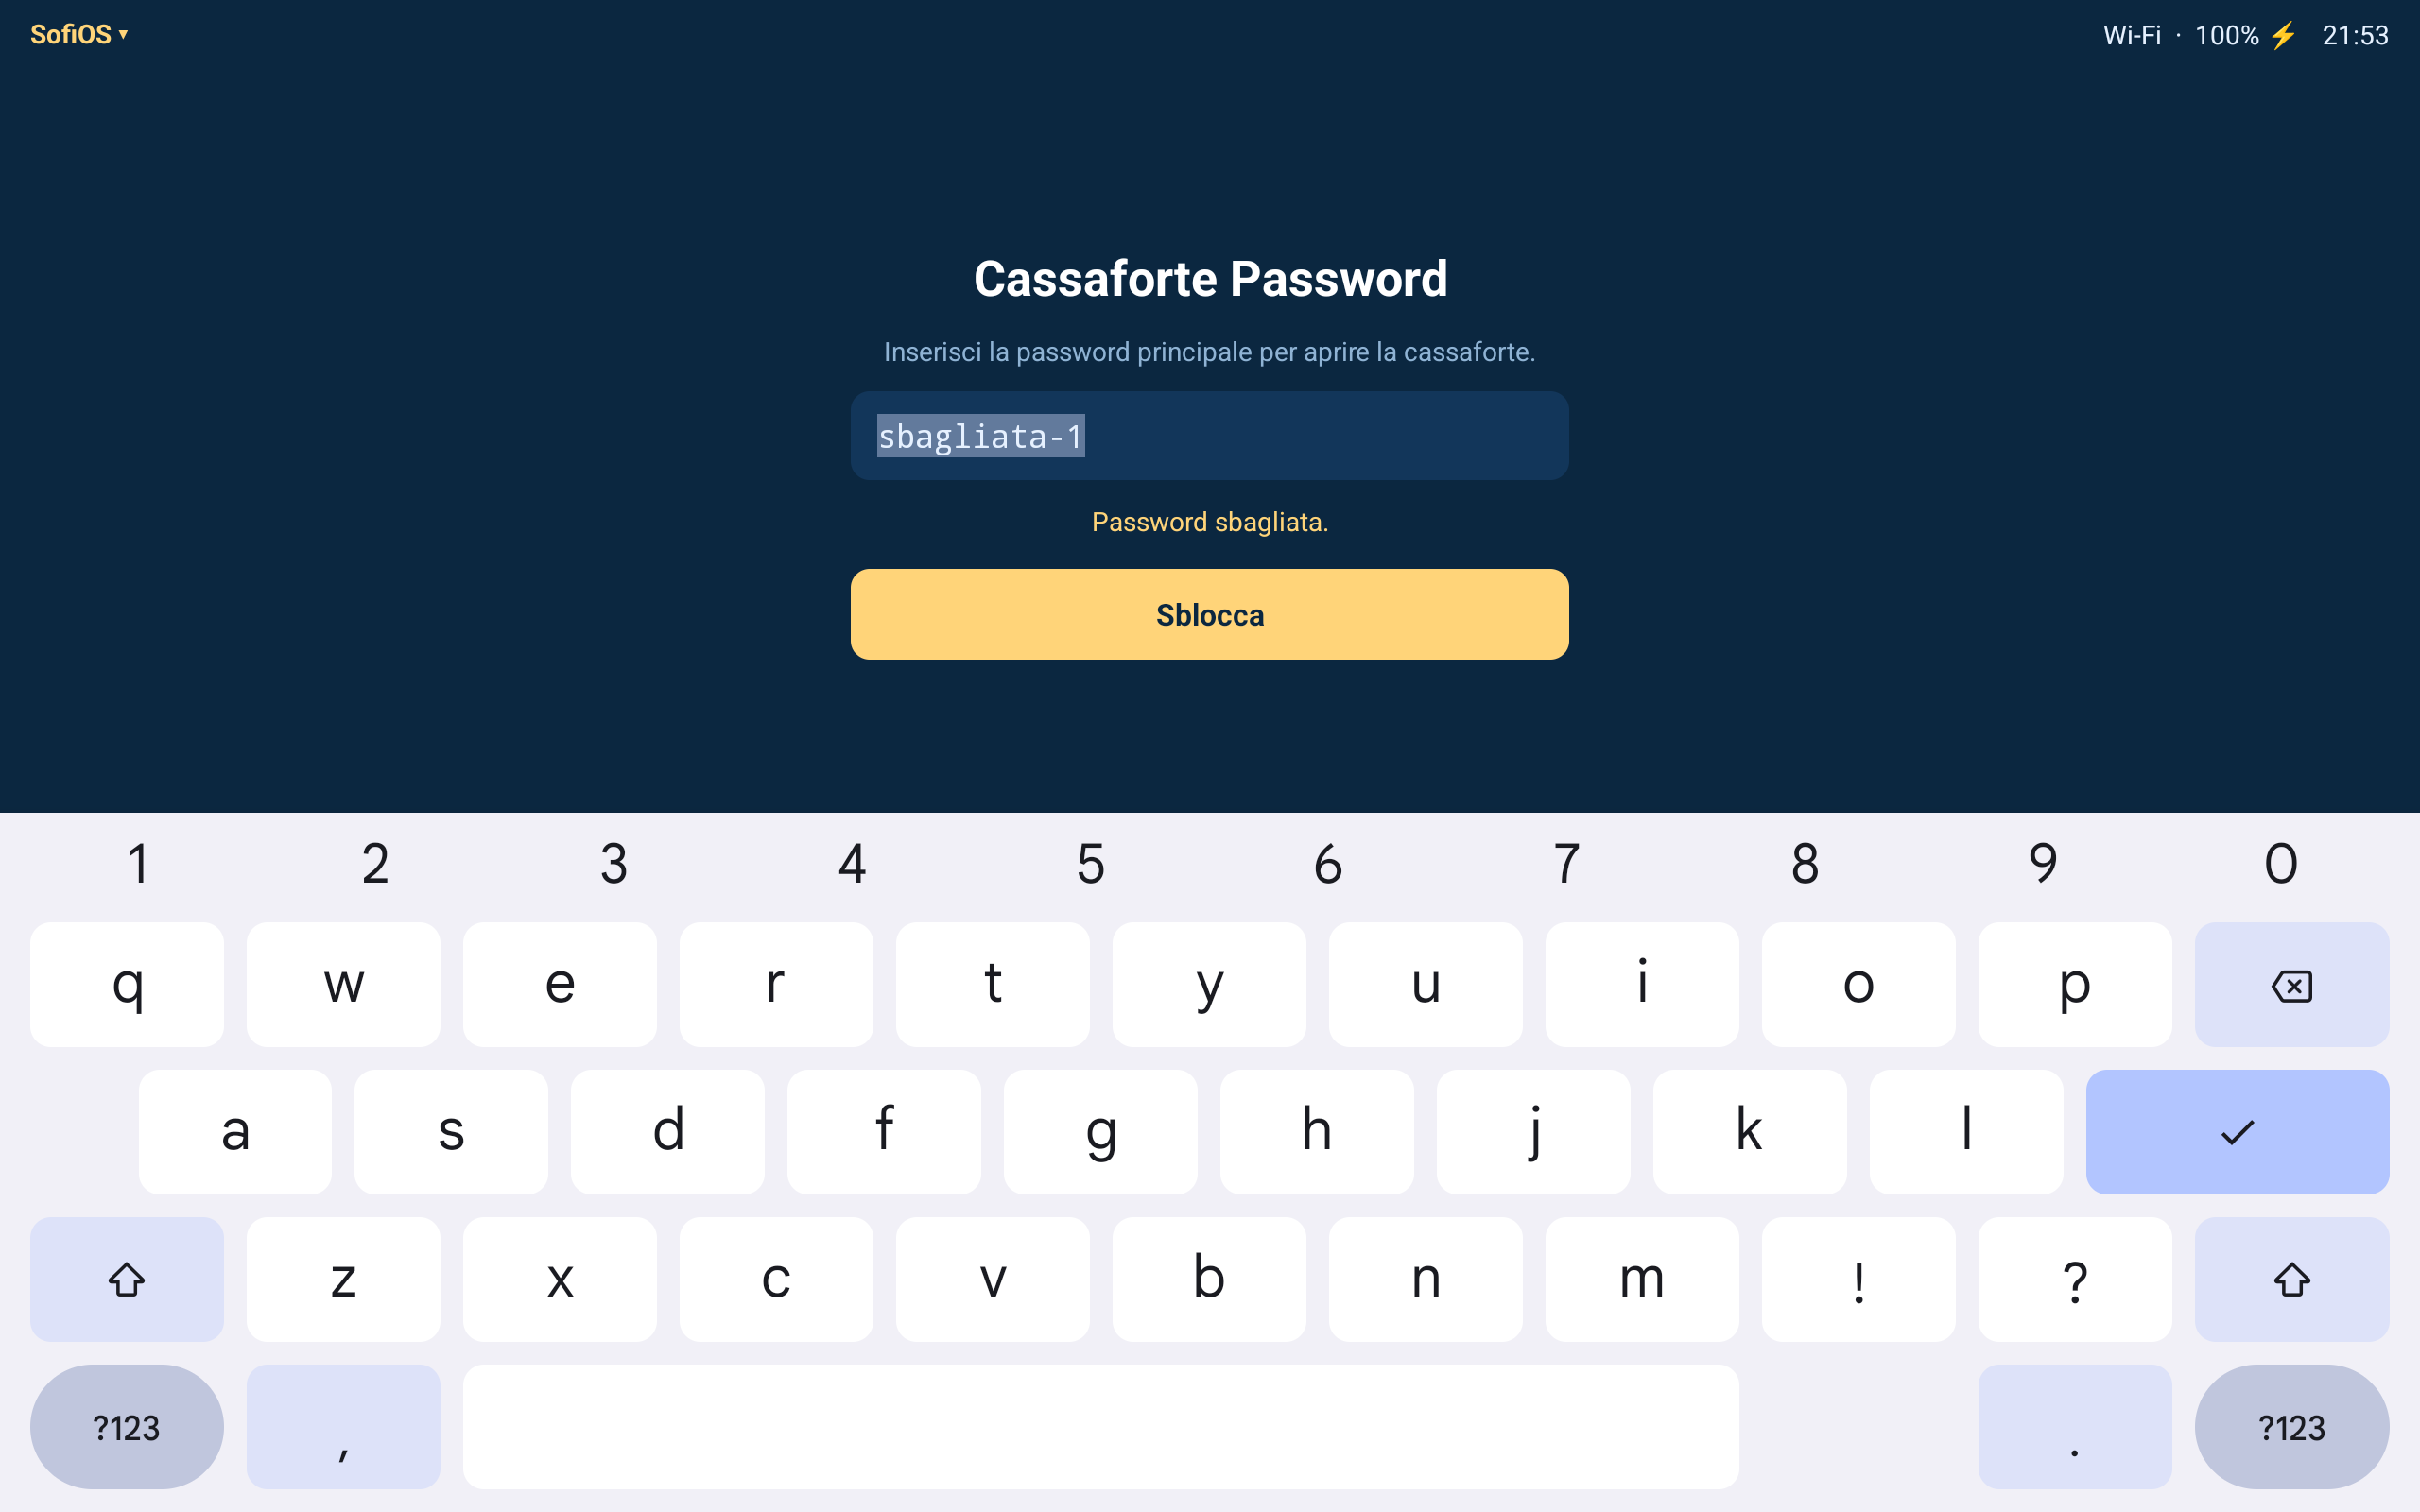 SofiOS ▾ Wi-Fi · 100% ⚡ 21:53
Cassaforte Password
Inserisci la password principale per aprire la cassaforte.
sbagliata-1
Password sbagliata.
Sblocca
1 2 3 4 5 6 7 8 9 0
q w e r t y u i o p
a s d f g h j k l
z x c v b n m ! ?
?123 , . ?123